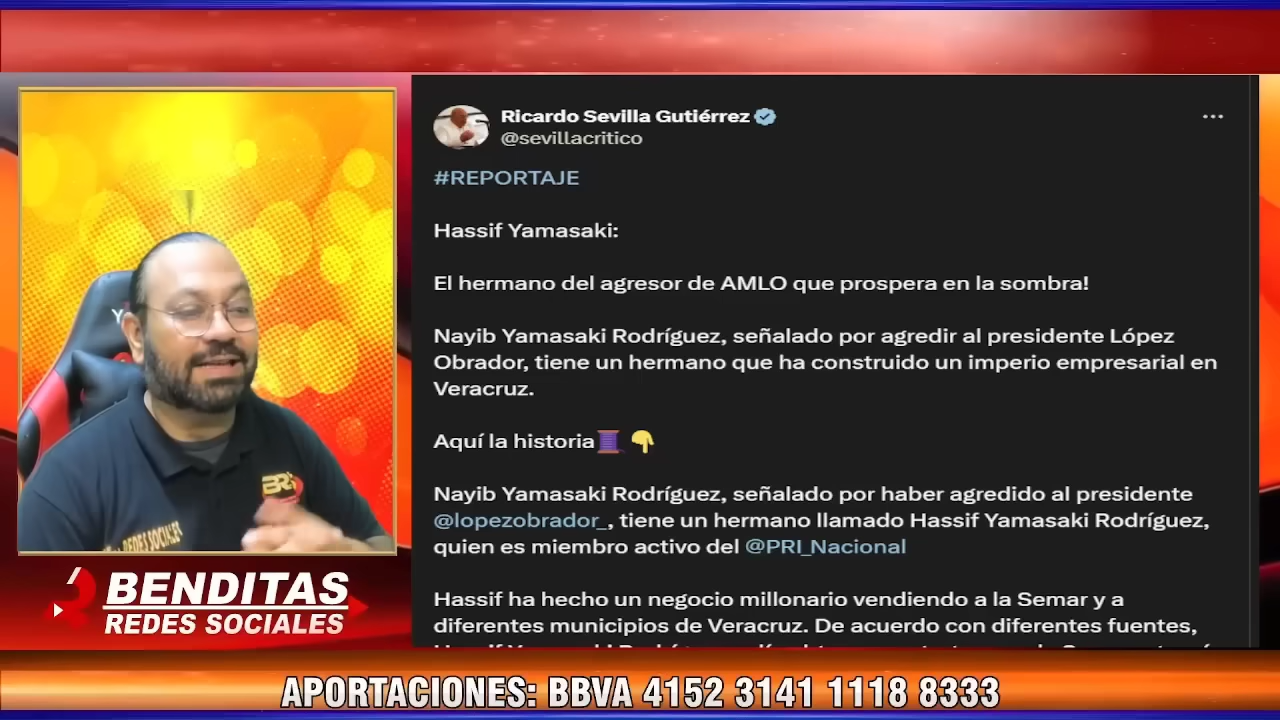 Ricardo Sevilla Gutiérrez
@sevillacritico
#REPORTAJE
Hassif Yamasaki:
El hermano del agresor de AMLO que prospera en la sombra!
Nayib Yamasaki Rodríguez, señalado por agredir al presidente López
Obrador, tiene un hermano que ha construido un imperio empresarial en
Veracruz.
Aquí la historia🧵 👇
Nayib Yamasaki Rodríguez, señalado por haber agredido al presidente
@lopezobrador_, tiene un hermano llamado Hassif Yamasaki Rodríguez,
quien es miembro activo del @PRI_Nacional
Hassif ha hecho un negocio millonario vendiendo a la Semar y a
diferentes municipios de Veracruz. De acuerdo con diferentes fuentes,
BR
REDES SOCIALES
BENDITAS
REDES SOCIALES
APORTACIONES: BBVA 4152 3141 1118 8333